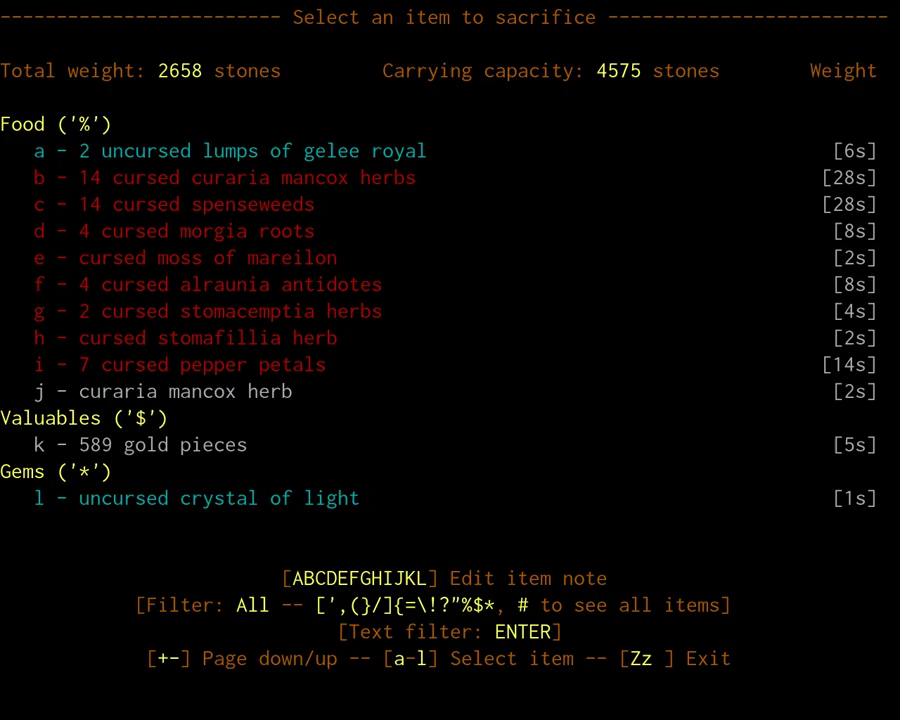 ------------------------- Select an item to sacrifice -------------------------
Total weight: 2658 stones Carrying capacity: 4575 stones Weight
Food ('%')
a - 2 uncursed lumps of gelee royal [6s]
b - 14 cursed curaria mancox herbs [28s]
c - 14 cursed spenseweeds [28s]
d - 4 cursed morgia roots [8s]
e - cursed moss of mareilon [2s]
f - 4 cursed alraunia antidotes [8s]
g - 2 cursed stomacemptia herbs [4s]
h - cursed stomafillia herb [2s]
i - 7 cursed pepper petals [14s]
j - curaria mancox herb [2s]
Valuables ('$')
k - 589 gold pieces [5s]
Gems ('*')
l - uncursed crystal of light [1s]
[ABCDEFGHIJKL] Edit item note
[Filter: All -- [',(}/]{=\!?"%$*, # to see all items]
[Text filter: ENTER]
[+-] Page down/up -- [a-l] Select item -- [Zz ] Exit